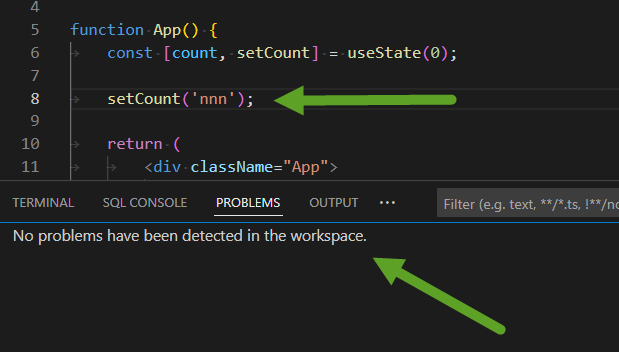 4
5 function App() {
6 const [count, setCount] = useState(0);
7
8 setCount('nnn');
9
10 return (
11 <div className="App">
TERMINAL SQL CONSOLE PROBLEMS OUTPUT ··· Filter (e.g. text, **/*.ts, !**/no
No problems have been detected in the workspace.